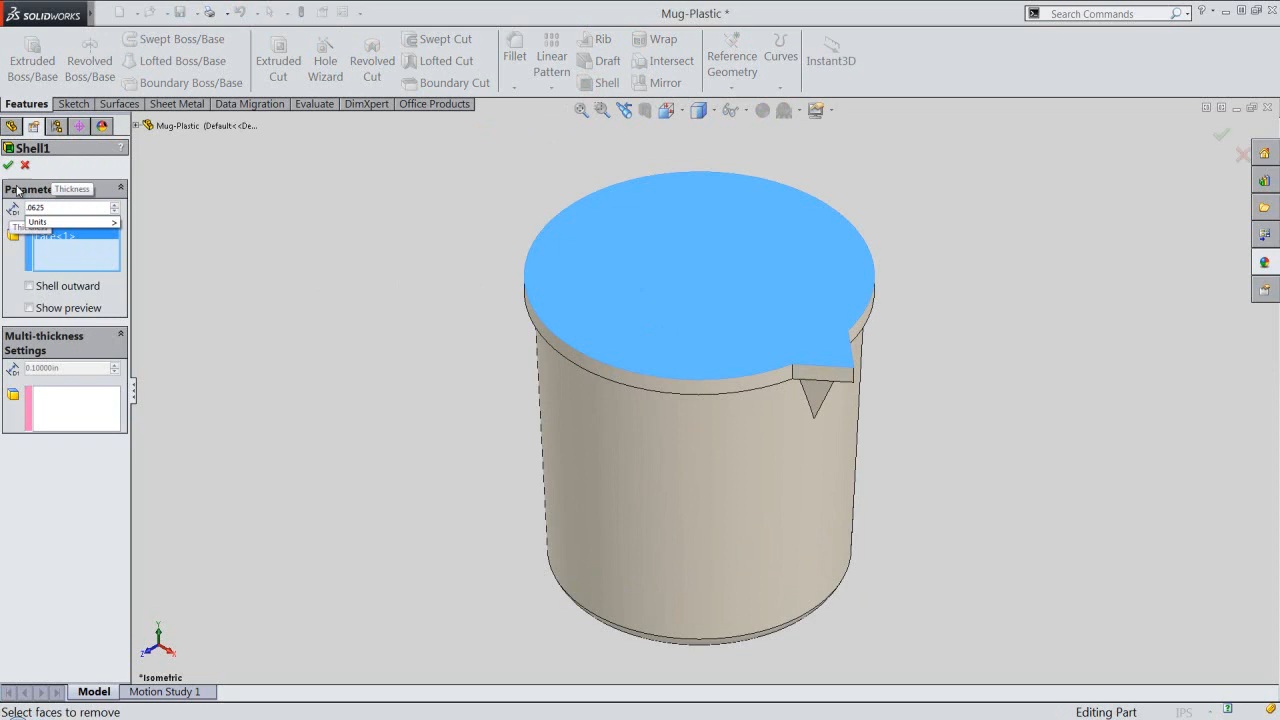 SOLIDWORKS
Mug-Plastic *
Search Commands
Extruded Boss/Base
Revolved Boss/Base
Swept Boss/Base
Lofted Boss/Base
Boundary Boss/Base
Extruded Cut
Hole Wizard
Revolved Cut
Swept Cut
Lofted Cut
Boundary Cut
Fillet
Linear Pattern
Rib
Draft
Shell
Wrap
Intersect
Mirror
Reference Geometry
Curves
Instant3D
Features
Sketch
Surfaces
Sheet Metal
Data Migration
Evaluate
DimXpert
Office Products
Mug-Plastic (Default<<De...
Shell1
?
Paramete
Thickness
.0625
Units >
Face<1>
Shell outward
Show preview
Multi-thickness
Settings
0.10000in
Y
Z
X
*Isometric
Model
Motion Study 1
Select faces to remove
Editing Part
IPS